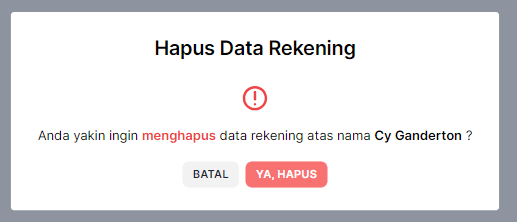 Hapus Data Rekening
Anda yakin ingin menghapus data rekening atas nama Cy Ganderton ?
BATAL
YA, HAPUS